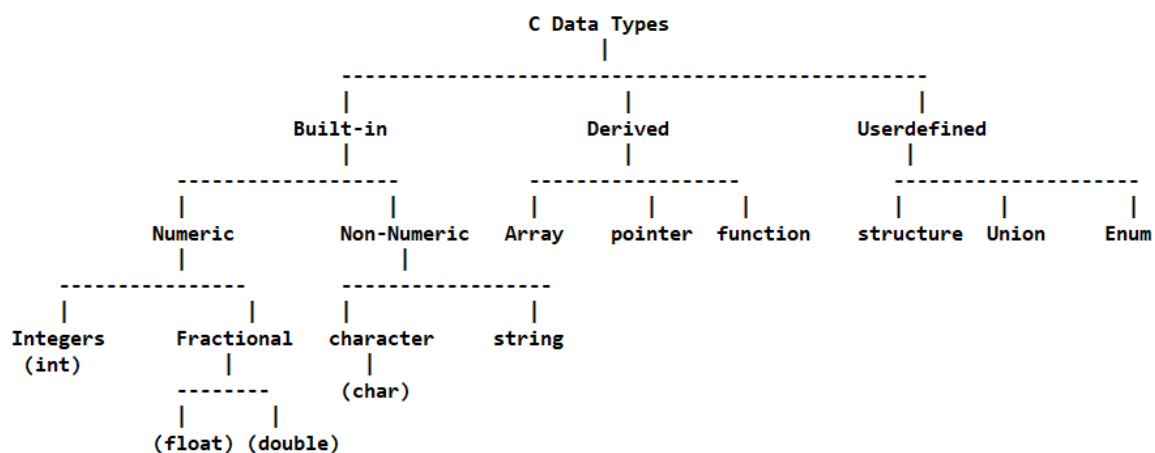 C Data Types
|
--------------------------------------------------
| | |
Built-in Derived Userdefined
| | |
------------------- ------------------ ---------------------
| | | | | | | |
Numeric Non-Numeric Array pointer function structure Union Enum
| |
---------------- ------------------
| | | |
Integers Fractional character string
(int) | |
-------- (char)
| |
(float) (double)